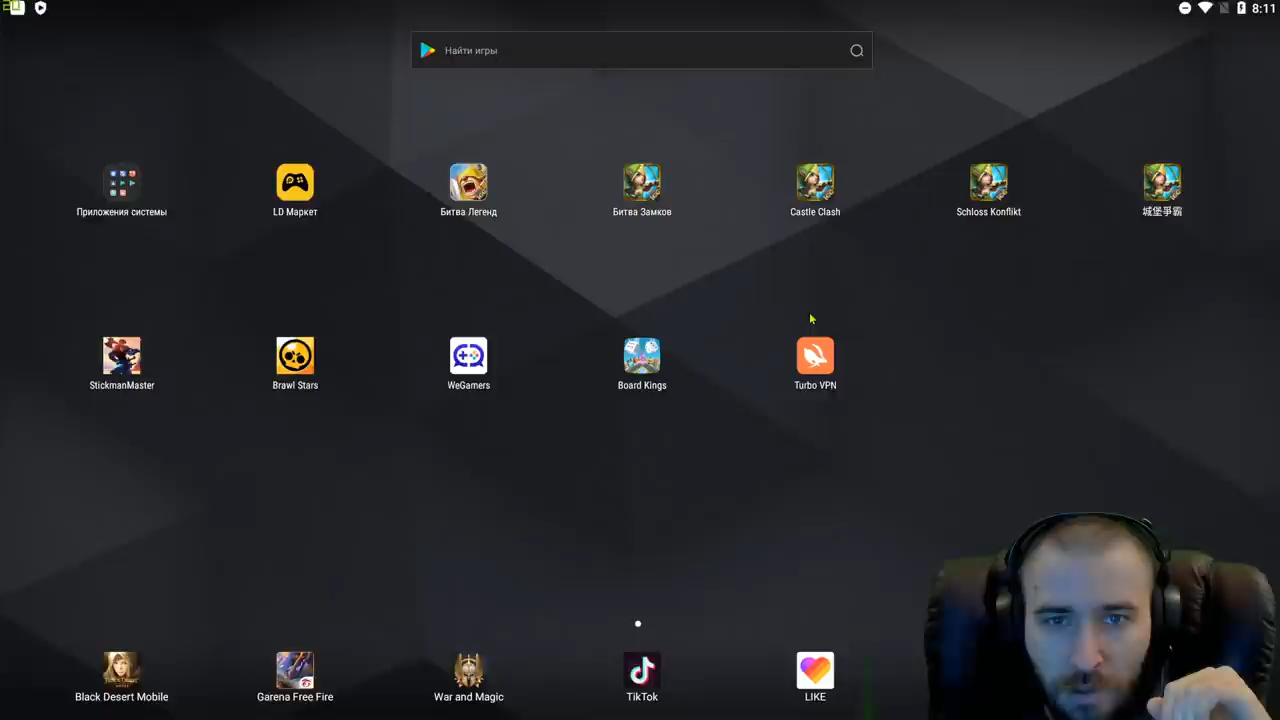 8:11
Найти игры
Приложения системы
LD Маркет
Битва Легенд
Битва Замков
Castle Clash
Schloss Konflikt
城堡爭霸
StickmanMaster
Brawl Stars
WeGamers
Board Kings
Turbo VPN
Black Desert Mobile
Garena Free Fire
War and Magic
TikTok
LIKE